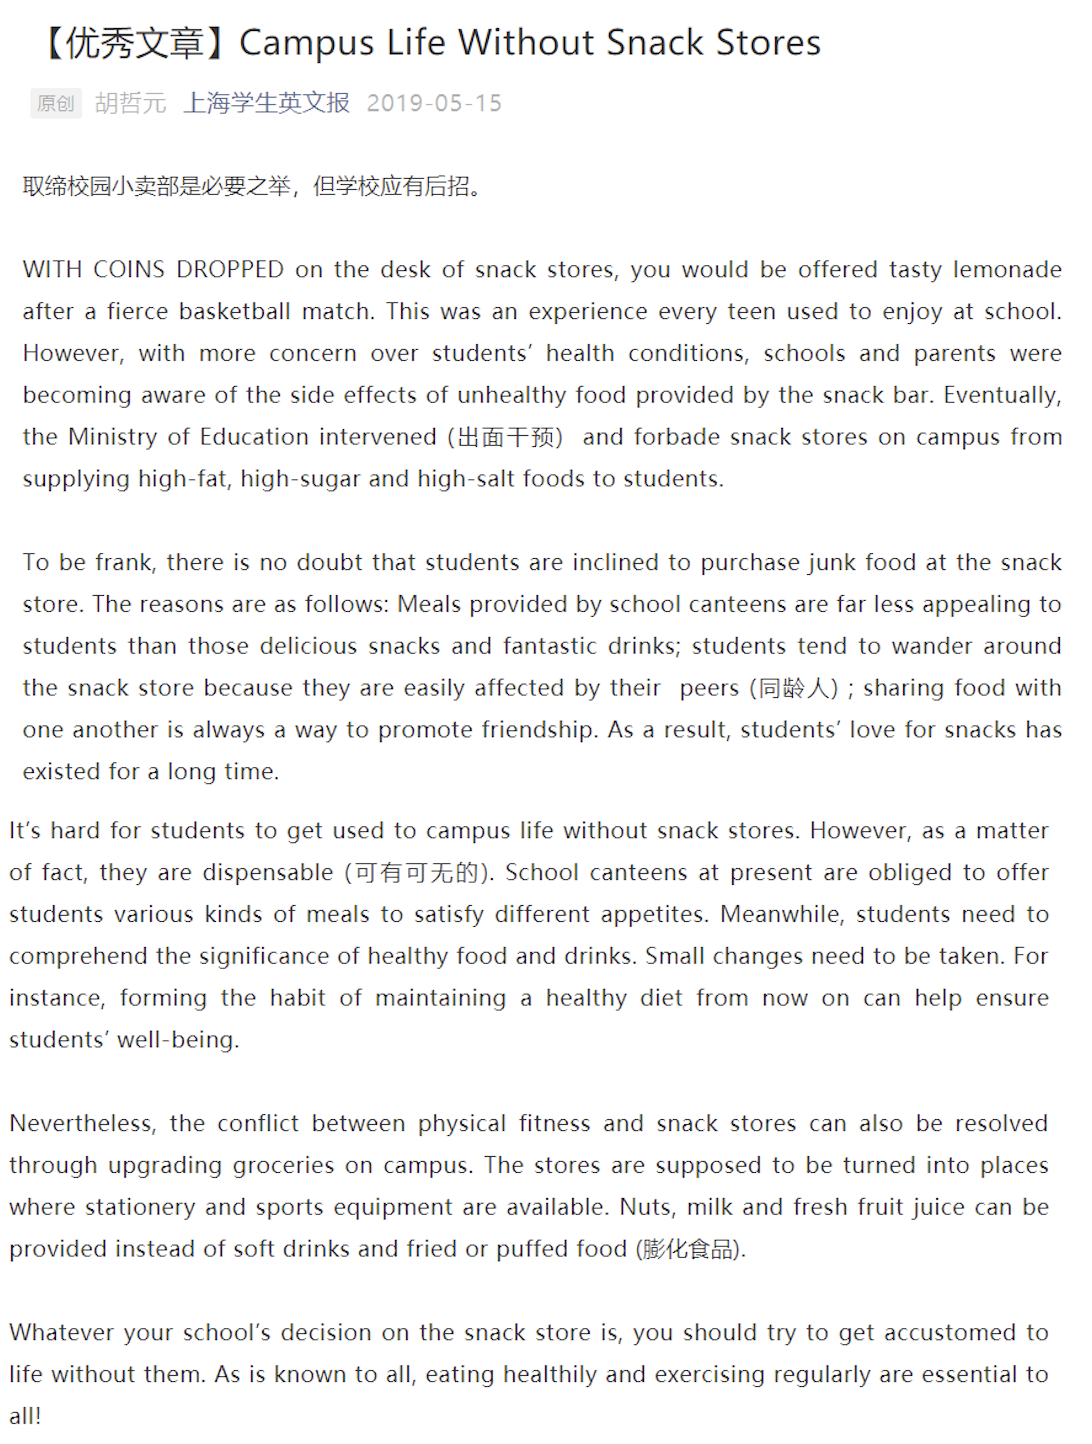 【优秀文章】Campus Life Without Snack Stores
原创 胡哲元 上海学生英文报 2019-05-15
取缔校园小卖部是必要之举，但学校应有后招。
WITH COINS DROPPED on the desk of snack stores, you would be offered tasty lemonade
after a fierce basketball match. This was an experience every teen used to enjoy at school.
However, with more concern over students’ health conditions, schools and parents were
becoming aware of the side effects of unhealthy food provided by the snack bar. Eventually,
the Ministry of Education intervened (出面干预) and forbade snack stores on campus from
supplying high-fat, high-sugar and high-salt foods to students.
To be frank, there is no doubt that students are inclined to purchase junk food at the snack
store. The reasons are as follows: Meals provided by school canteens are far less appealing to
students than those delicious snacks and fantastic drinks; students tend to wander around
the snack store because they are easily affected by their peers (同龄人) ; sharing food with
one another is always a way to promote friendship. As a result, students’ love for snacks has
existed for a long time.
It’s hard for students to get used to campus life without snack stores. However, as a matter
of fact, they are dispensable (可有可无的). School canteens at present are obliged to offer
students various kinds of meals to satisfy different appetites. Meanwhile, students need to
comprehend the significance of healthy food and drinks. Small changes need to be taken. For
instance, forming the habit of maintaining a healthy diet from now on can help ensure
students’ well-being.
Nevertheless, the conflict between physical fitness and snack stores can also be resolved
through upgrading groceries on campus. The stores are supposed to be turned into places
where stationery and sports equipment are available. Nuts, milk and fresh fruit juice can be
provided instead of soft drinks and fried or puffed food (膨化食品).
Whatever your school’s decision on the snack store is, you should try to get accustomed to
life without them. As is known to all, eating healthily and exercising regularly are essential to
all!